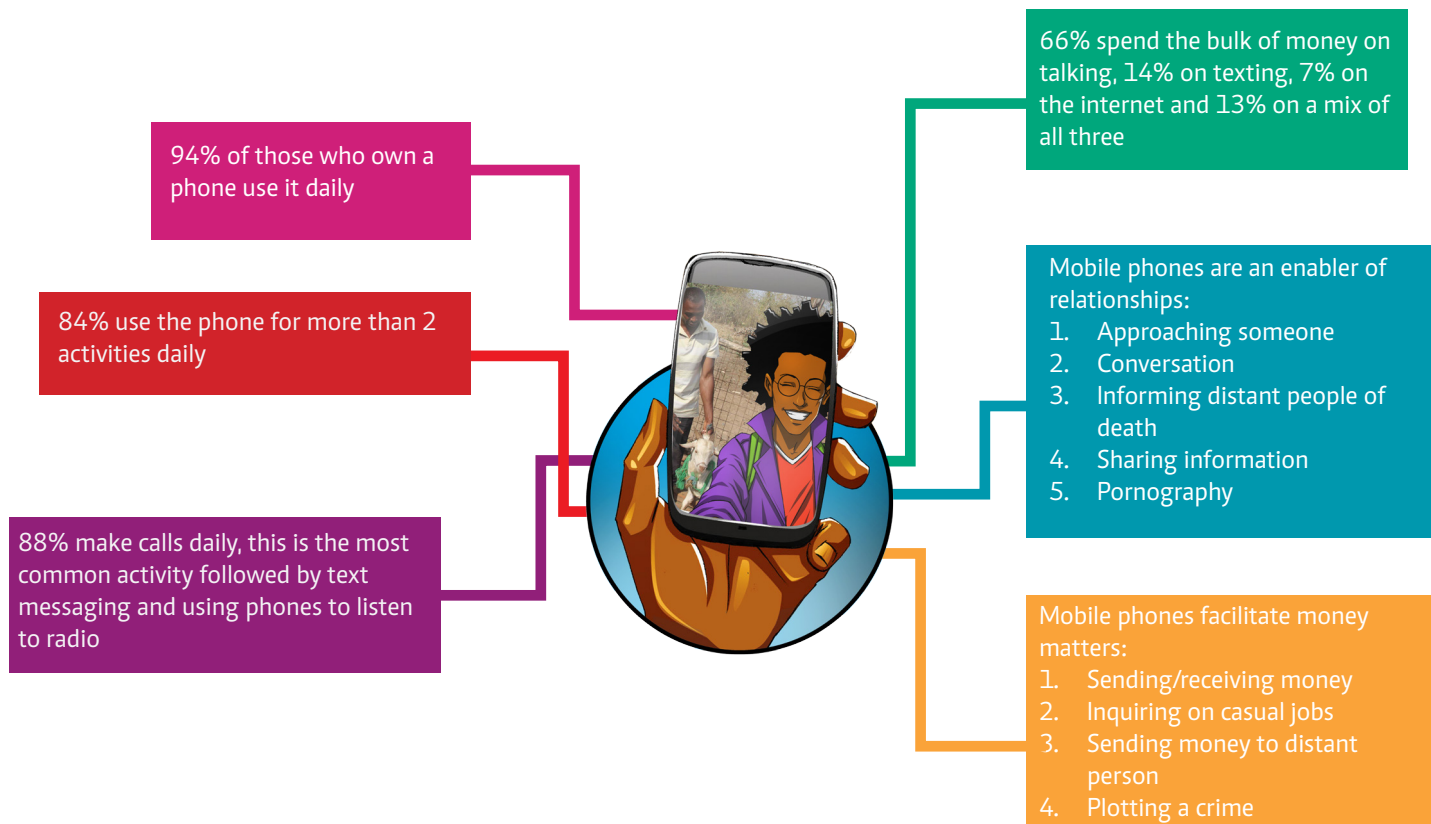 94% of those who own a
phone use it daily
84% use the phone for more than 2
activities daily
88% make calls daily, this is the most
common activity followed by text
messaging and using phones to listen
to radio
66% spend the bulk of money on
talking, 14% on texting, 7% on
the internet and 13% on a mix of
all three
Mobile phones are an enabler of
relationships:
1. Approaching someone
2. Conversation
3. Informing distant people of
death
4. Sharing information
5. Pornography
Mobile phones facilitate money
matters:
1. Sending/receiving money
2. Inquiring on casual jobs
3. Sending money to distant
person
4. Plotting a crime